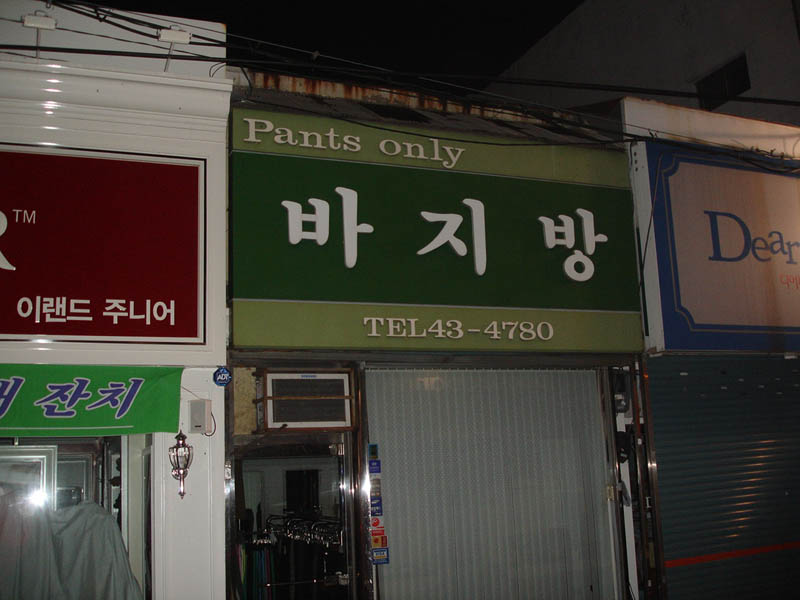 Pants only
바지방
TEL43-4780
TM
이랜드 주니어
잔치
ADT
Dear